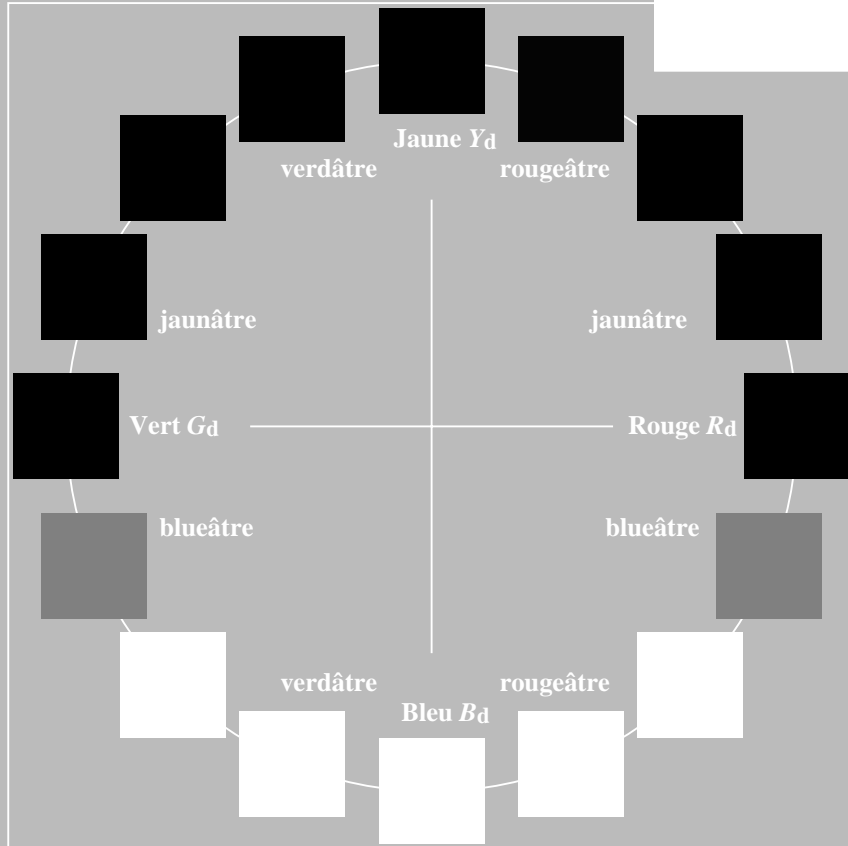 Jaune Yd
verdâtre rougeâtre
jaunâtre jaunâtre
Vert Gd Rouge Rd
blueâtre blueâtre
verdâtre rougeâtre
Bleu Bd